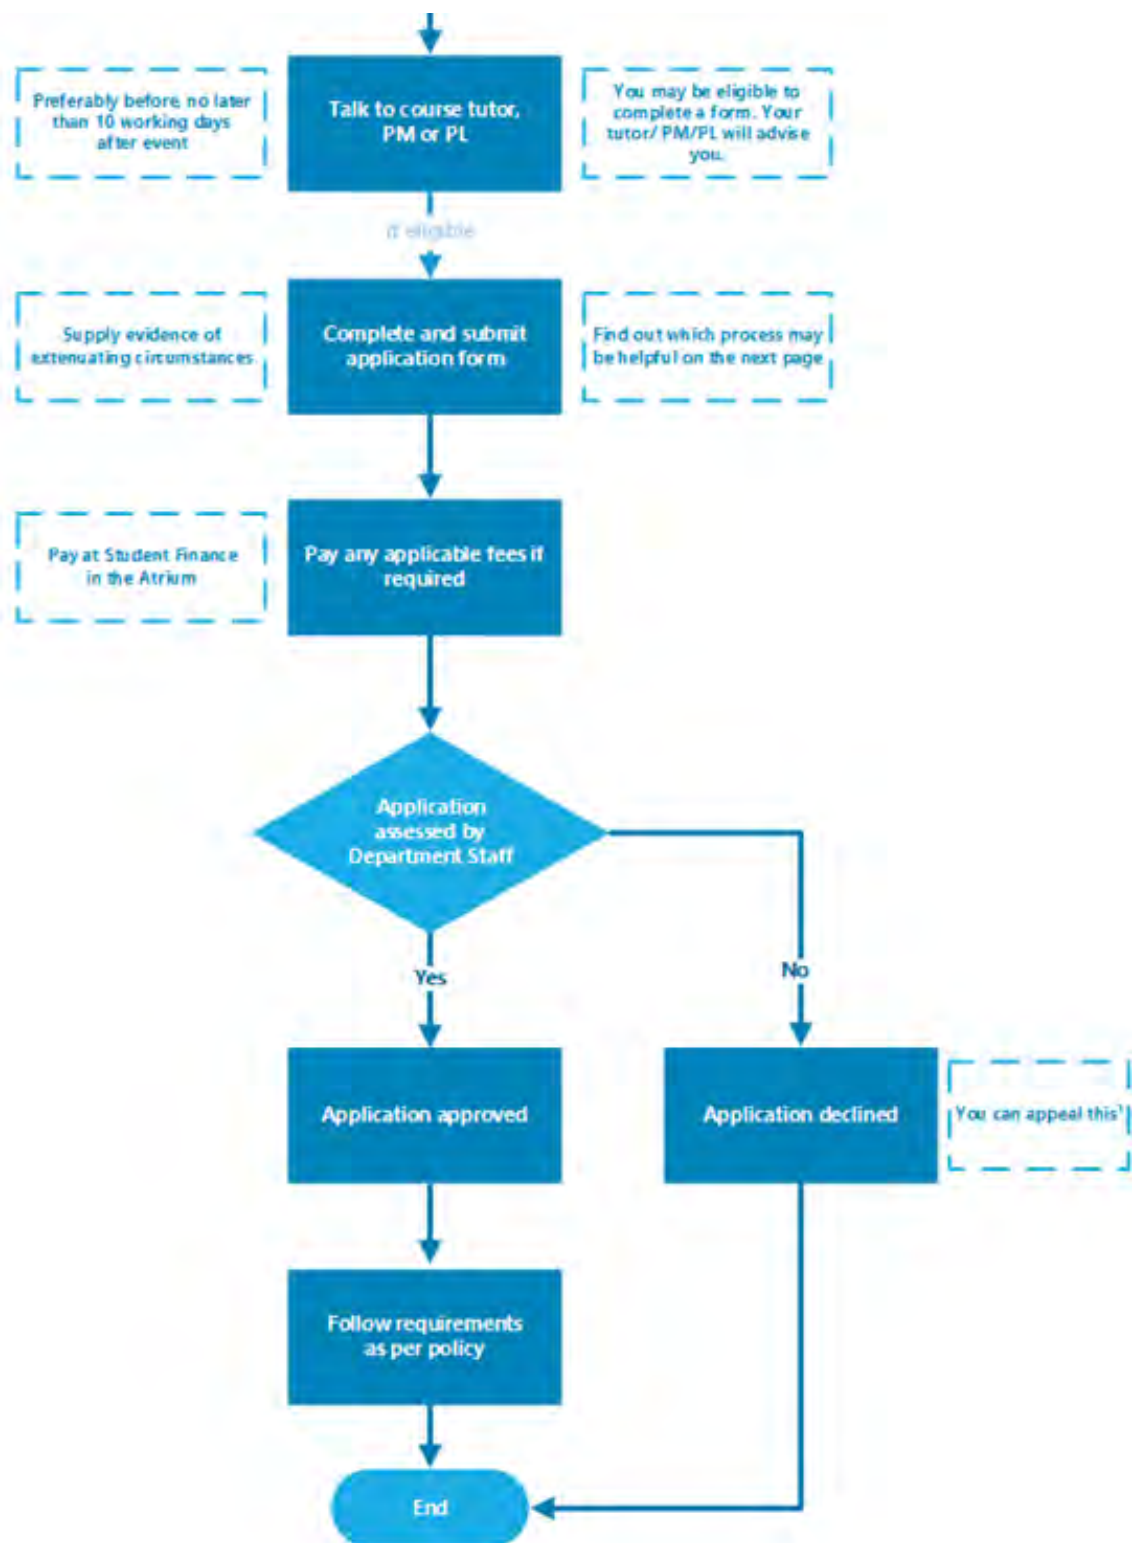 Preferably before, no later
than 10 working days
after event
Talk to course tutor,
PM or PL
You may be eligible to
complete a form. Your
tutor/ PM/PL will advise
you.
if eligible
Supply evidence of
extenuating circumstances
Complete and submit
application form
Find out which process may
be helpful on the next page
Pay at Student Finance
in the Atrium
Pay any applicable fees if
required
Application
assessed by
Department Staff
Yes
No
Application approved
Application declined
You can appeal this¹
Follow requirements
as per policy
End